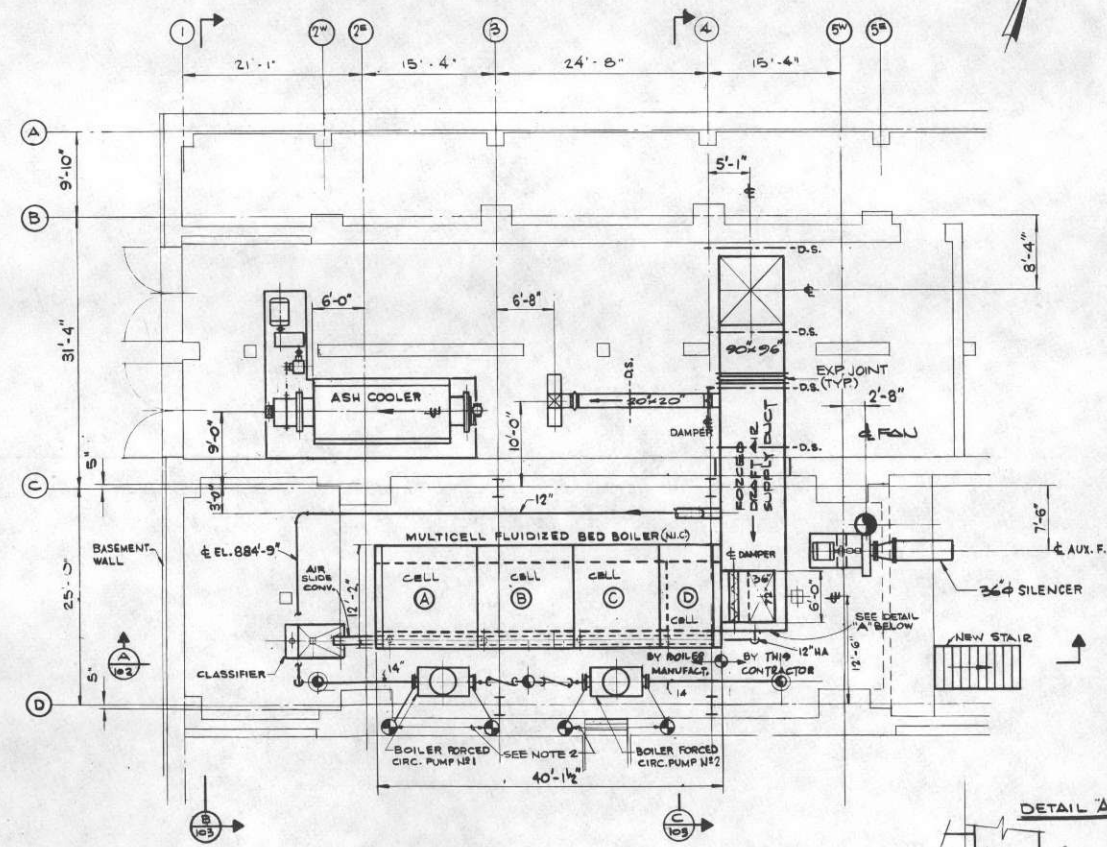 1
2W
2E
3
4
5W
5E
21'-1"
15'-4"
24'-8"
15'-4"
A
9'-10"
5'-1"
B
D.S.
8'-4"
6'-0"
6'-8"
D.S.
31'-4"
90"x96"
EXP. JOINT
(TYP.)
D.S.
D.S.
2'-8"
ASH COOLER
20"x20"
DAMPER
FAN
9'-0"
10'-0"
FORCED
DRAFT AIR
SUPPLY DUCT
D.S.
5"
C
3'-0"
12"
7'-6"
MULTICELL FLUIDIZED BED BOILER (N.I.C.)
BASEMENT
WALL
℄ EL. 884'-9"
℄ DAMPER
℄ AUX. F.
AIR
SLIDE
CONV.
12'-2"
CELL
A
CELL
B
CELL
C
D
CELL
36"
6'-0"
36"Φ SILENCER
25'-0"
SEE DETAIL
"A" BELOW
12'-6"
12"HA
NEW STAIR
A
102
CLASSIFIER
14"
BY BOILER
MANUFACT.
BY THIS
CONTRACTOR
14
5"
D
BOILER FORCED
CIRC. PUMP Nº1
SEE NOTE 2
BOILER FORCED
CIRC. PUMP Nº2
40'-1½"
B
103
C
103
DETAIL "A